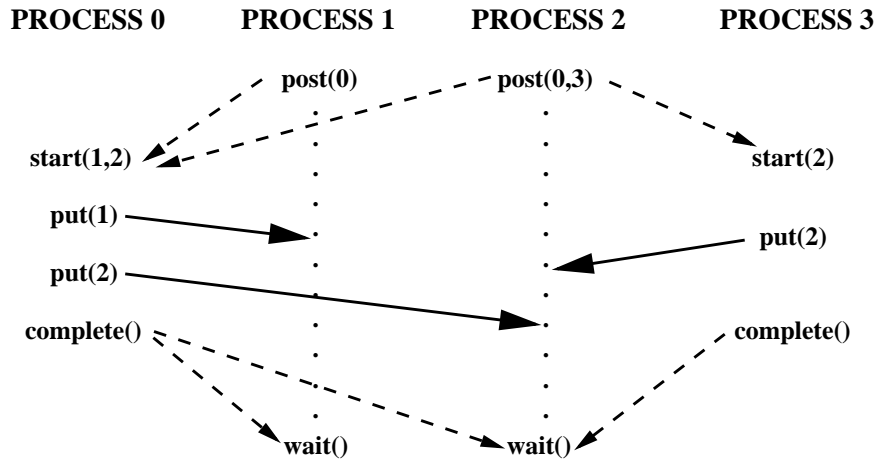 PROCESS 0 PROCESS 1 PROCESS 2 PROCESS 3
post(0) post(0,3)
start(1,2) start(2)
put(1)
put(2)
put(2)
complete() complete()
wait() wait()